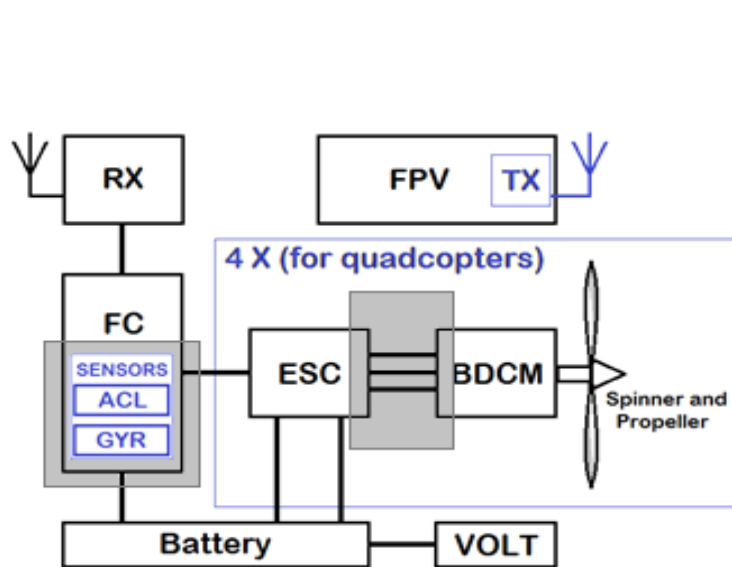 RX
FPV
TX
4 X (for quadcopters)
FC
SENSORS
ACL
GYR
ESC
BDCM
Spinner and
Propeller
Battery
VOLT